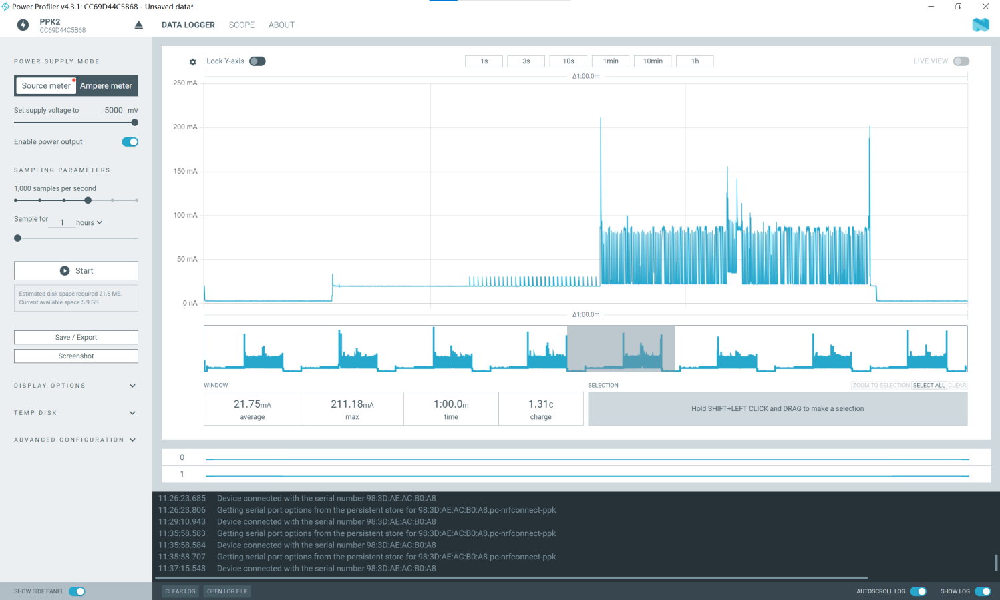 Power Profiler v4.3.1: CC69D44C5B68 - Unsaved data*
PPK2
CC69D44C5B68
DATA LOGGER SCOPE ABOUT
POWER SUPPLY MODE
Source meter Ampere meter
Set supply voltage to 5000 mV
Enable power output
SAMPLING PARAMETERS
1,000 samples per second
Sample for 1 hours
Start
Estimated disk space required 21.6 MB.
Current available space 5.9 GB
Save / Export
Screenshot
DISPLAY OPTIONS
TEMP DISK
ADVANCED CONFIGURATION
SHOW SIDE PANEL
Lock Y-axis 1s 3s 10s 1min 10min 1h LIVE VIEW
Δ1:00.0m
250 mA
200 mA
150 mA
100 mA
50 mA
0 nA
Δ1:00.0m
WINDOW
21.75mA 211.18mA 1:00.0m 1.31C
average max time charge
SELECTION ZOOM TO SELECTION SELECT ALL CLEAR
Hold SHIFT+LEFT CLICK and DRAG to make a selection
0
1
11:26:23.685 Device connected with the serial number 98:3D:AE:AC:B0:A8
11:26:23.806 Getting serial port options from the persistent store for 98:3D:AE:AC:B0:A8.pc-nrfconnect-ppk
11:29:10.943 Device connected with the serial number 98:3D:AE:AC:B0:A8
11:35:58.583 Getting serial port options from the persistent store for 98:3D:AE:AC:B0:A8.pc-nrfconnect-ppk
11:35:58.584 Device connected with the serial number 98:3D:AE:AC:B0:A8
11:35:58.707 Getting serial port options from the persistent store for 98:3D:AE:AC:B0:A8.pc-nrfconnect-ppk
11:37:15.548 Device connected with the serial number 98:3D:AE:AC:B0:A8
CLEAR LOG OPEN LOG FILE AUTOSCROLL LOG SHOW LOG